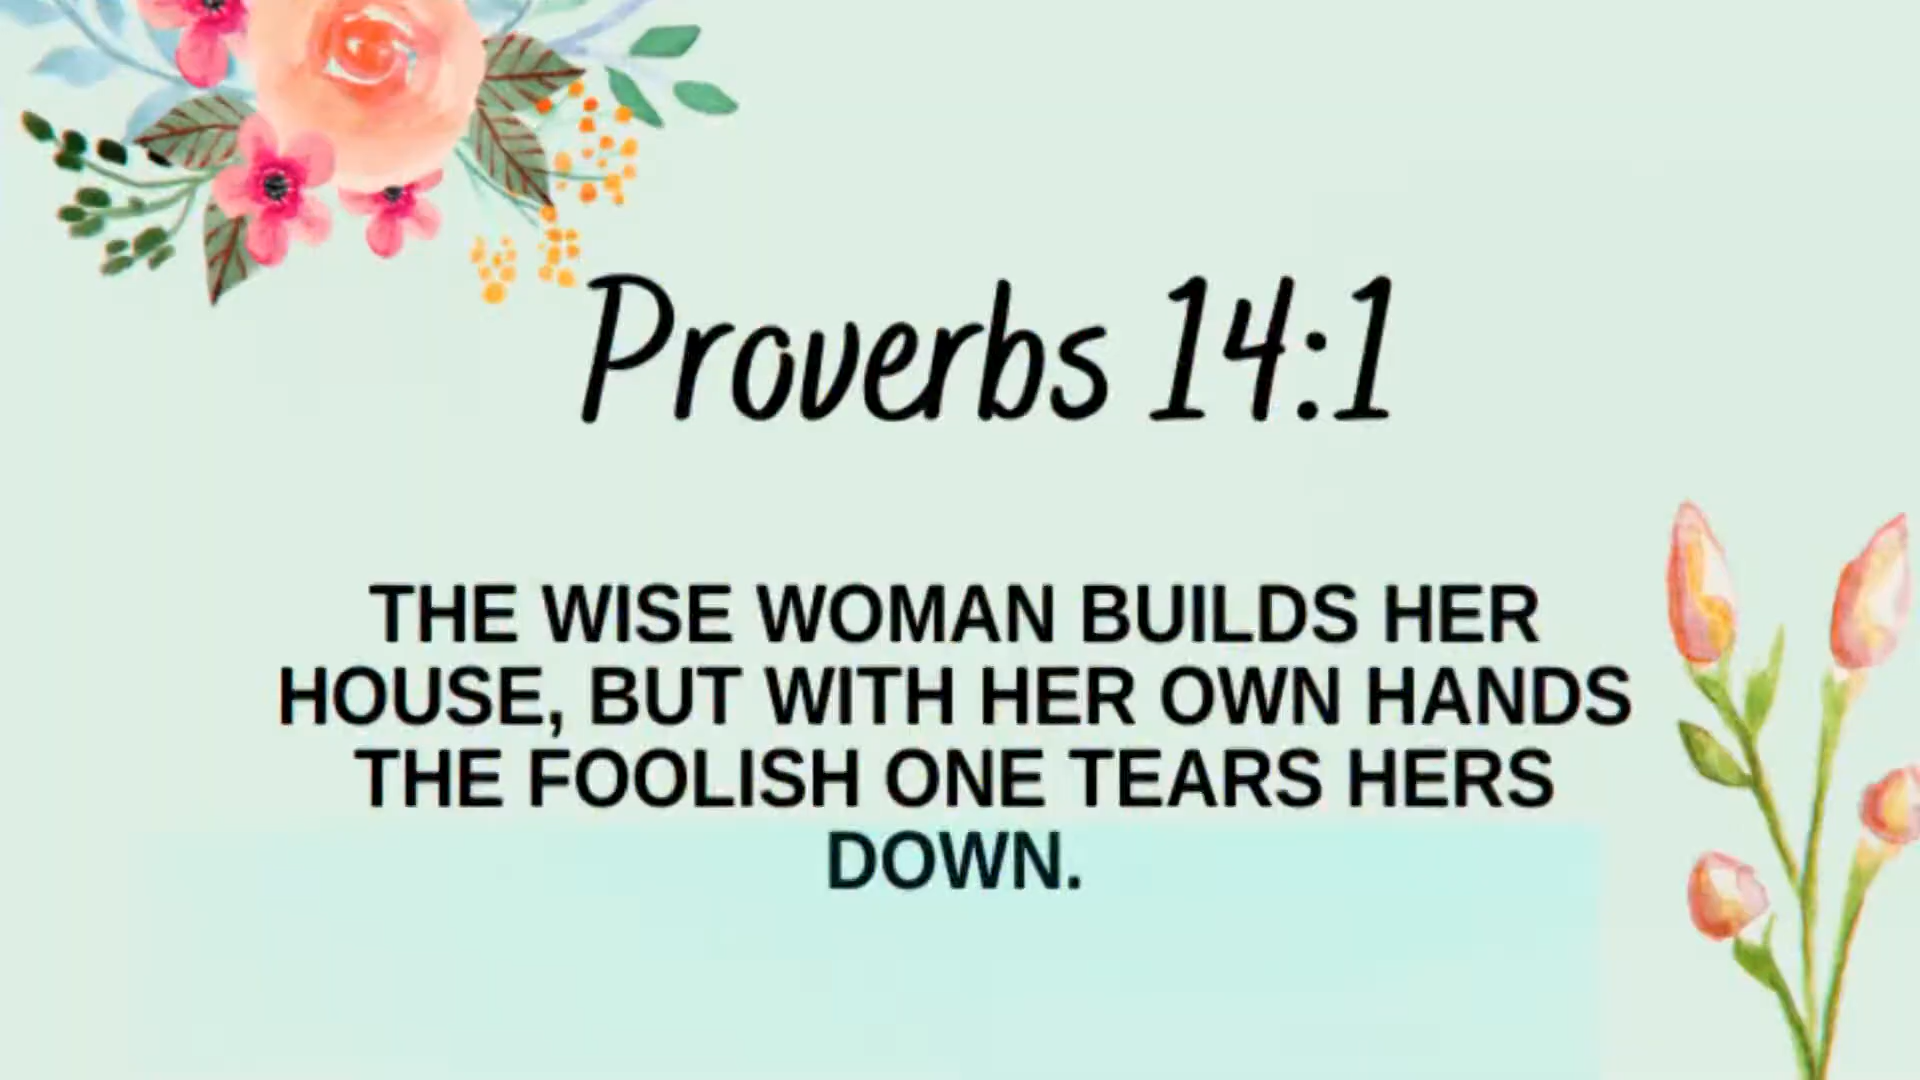 Proverbs 14:1
THE WISE WOMAN BUILDS HER
HOUSE, BUT WITH HER OWN HANDS
THE FOOLISH ONE TEARS HERS
DOWN.